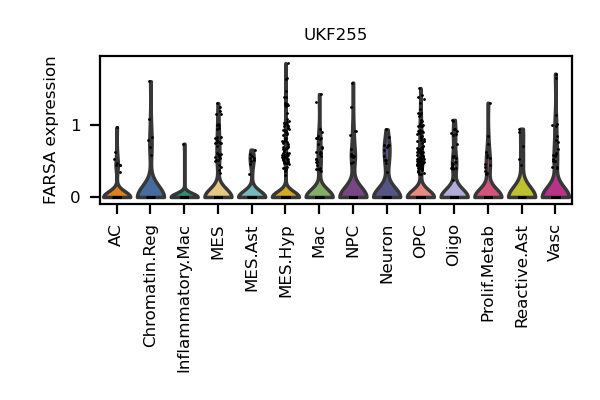 UKF255
FARSA expression
1
0
AC
Chromatin.Reg
Inflammatory.Mac
MES
MES.Ast
MES.Hyp
Mac
NPC
Neuron
OPC
Oligo
Prolif.Metab
Reactive.Ast
Vasc